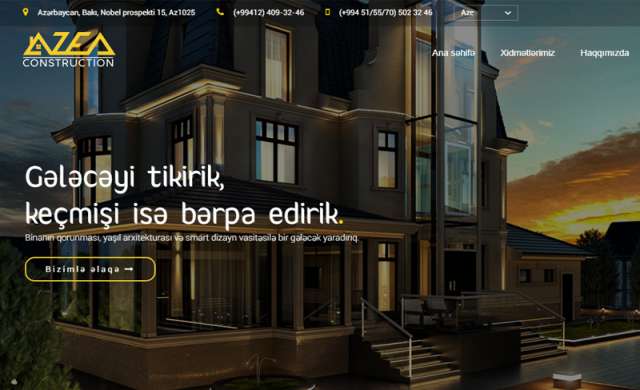 Azərbaycan, Bakı, Nobel prospekti 15, Az1025
(+99412) 409-32-46
(+994 51/55/70) 502 32 46
Aze
AZEA
CONSTRUCTION
Ana səhifə
Xidmətlərimiz
Haqqımızda
Gələcəyi tikirik,
keçmişi isə bərpa edirik.
Binanın qorunması, yaşıl arxitekturası və smart dizayn vasitəsilə bir gələcək yaradırıq.
Bizimlə əlaqə